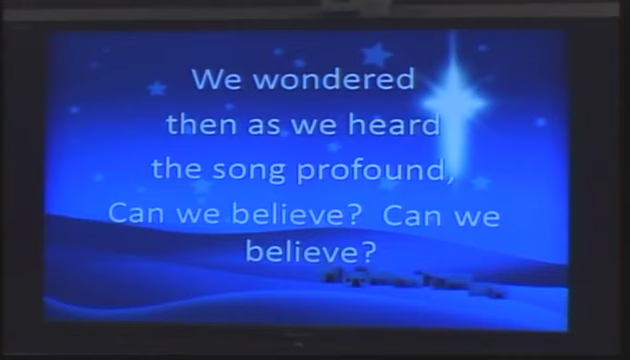 We wondered
then as we heard
the song profound,
Can we believe?  Can we
believe?